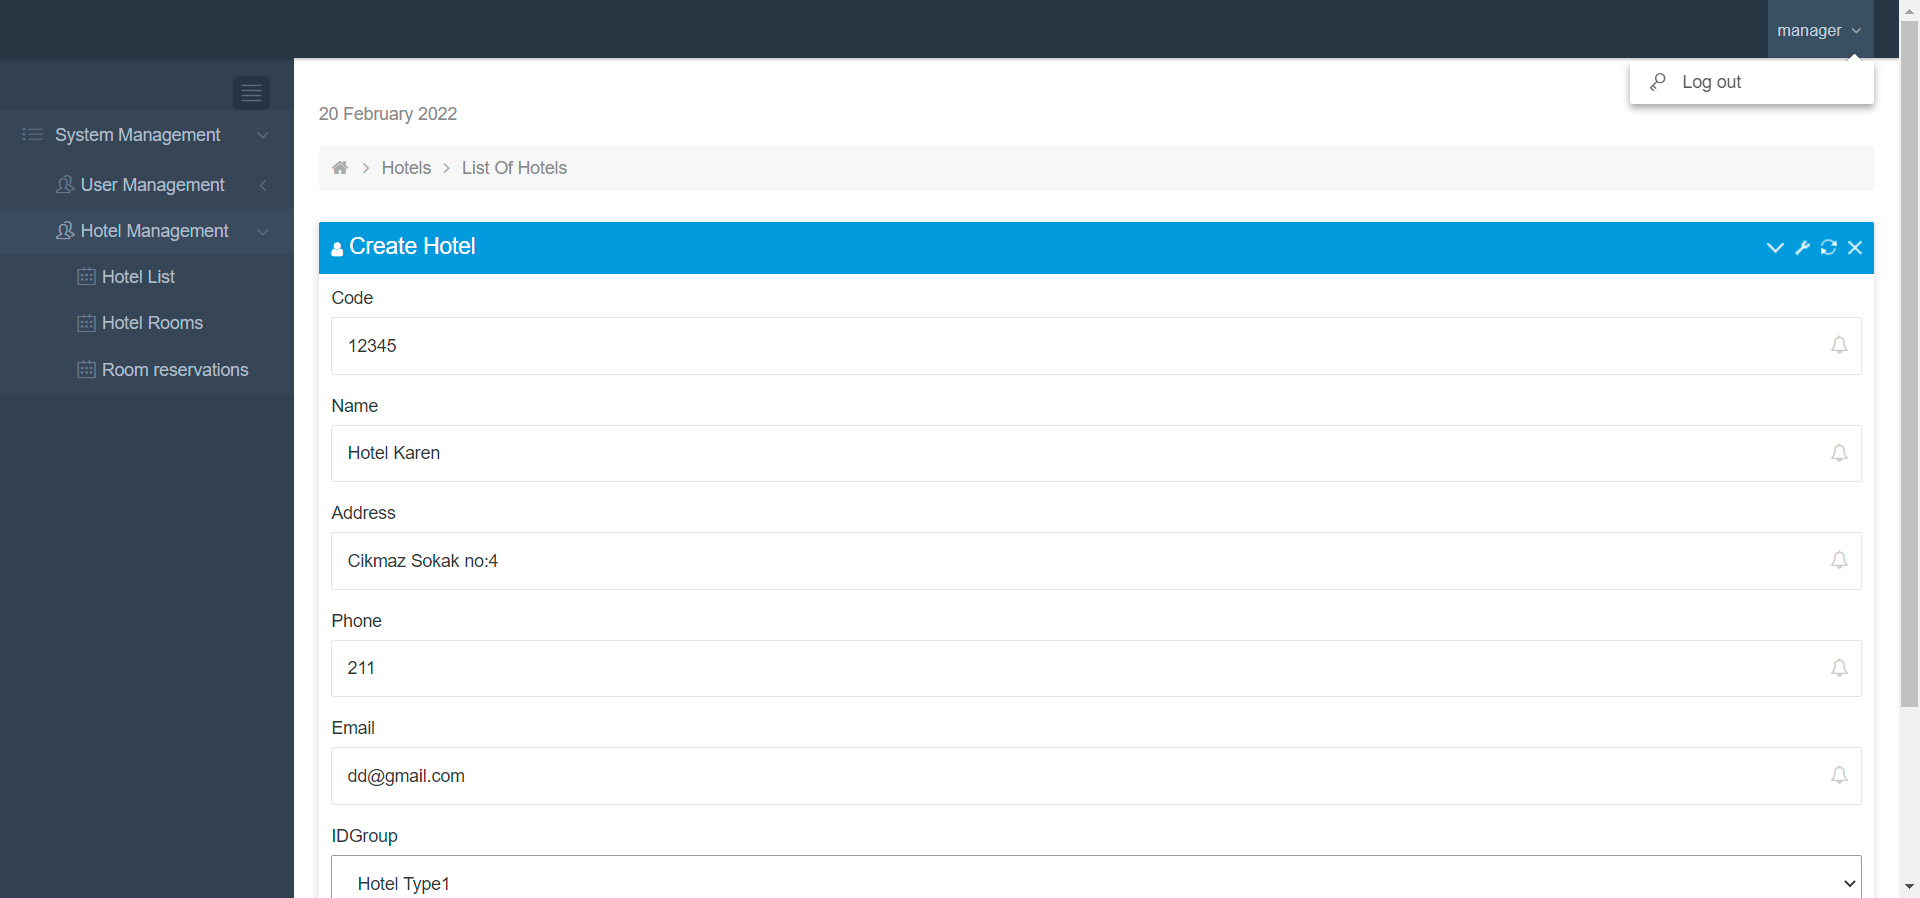 manager
Log out
System Management
User Management
Hotel Management
Hotel List
Hotel Rooms
Room reservations
20 February 2022
Hotels
List Of Hotels
Create Hotel
Code
12345
Name
Hotel Karen
Address
Cikmaz Sokak no:4
Phone
211
Email
dd@gmail.com
IDGroup
Hotel Type1